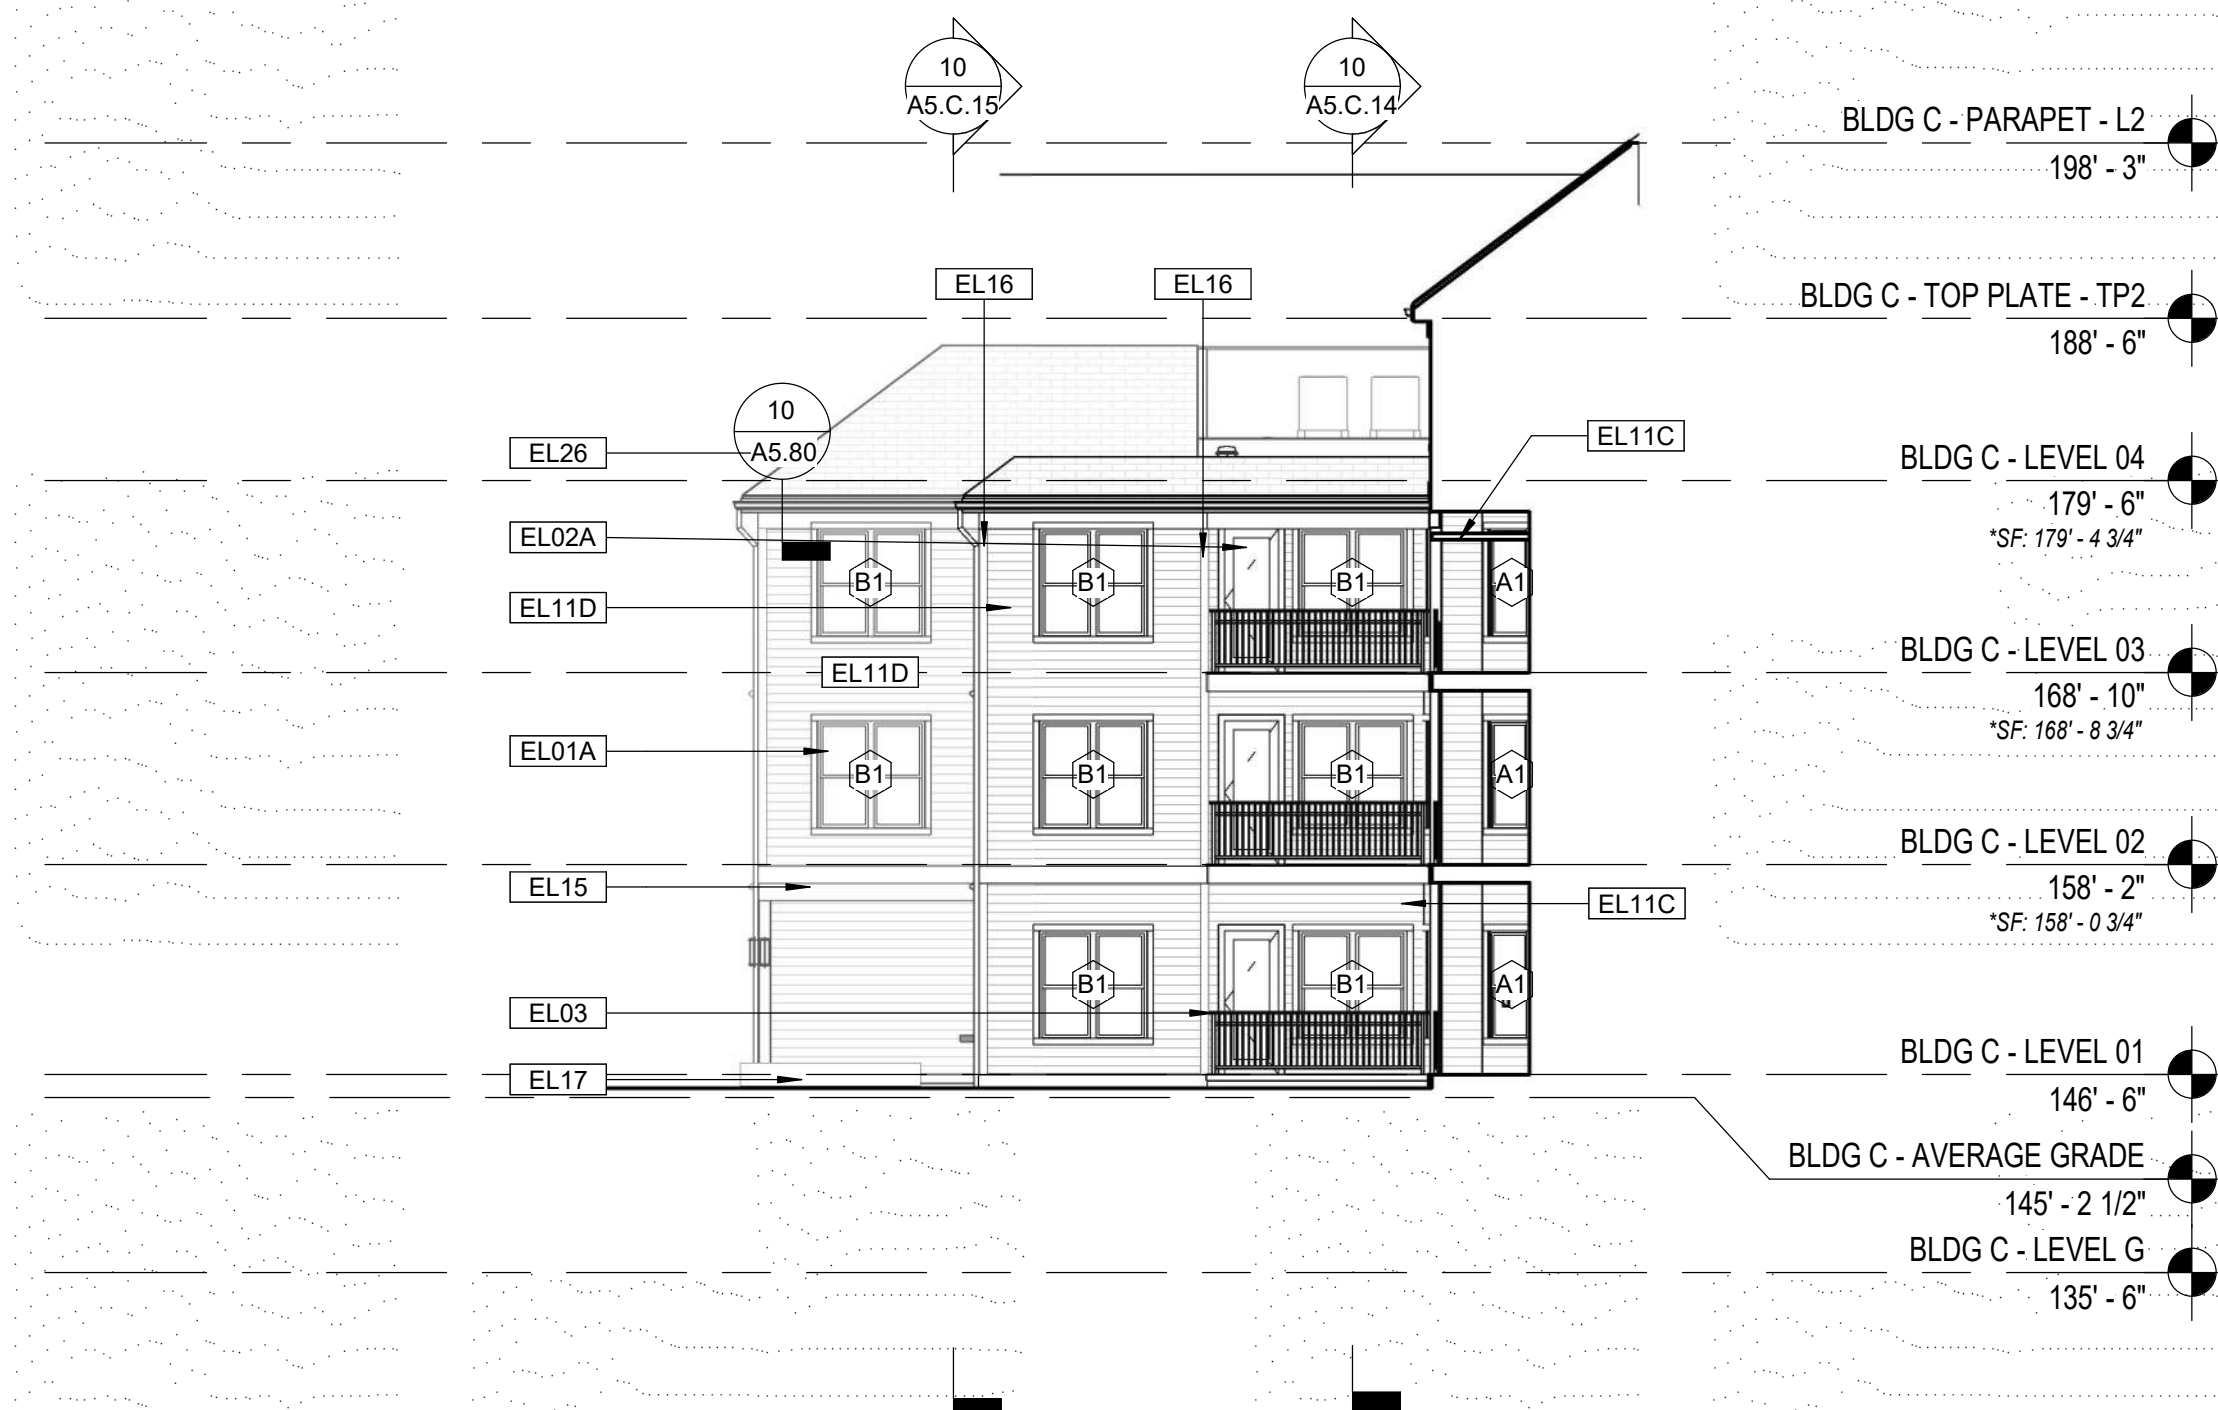 10
A5.C.15
10
A5.C.14
BLDG C - PARAPET - L2
198' - 3"
EL16
EL16
BLDG C - TOP PLATE - TP2
188' - 6"
10
A5.80
EL26
EL11C
BLDG C - LEVEL 04
179' - 6"
*SF: 179' - 4 3/4"
EL02A
B1
B1
B1
A1
EL11D
EL11D
BLDG C - LEVEL 03
168' - 10"
*SF: 168' - 8 3/4"
EL01A
B1
B1
B1
A1
BLDG C - LEVEL 02
158' - 2"
*SF: 158' - 0 3/4"
EL15
EL11C
B1
B1
A1
EL03
EL17
BLDG C - LEVEL 01
146' - 6"
BLDG C - AVERAGE GRADE
145' - 2 1/2"
BLDG C - LEVEL G
135' - 6"